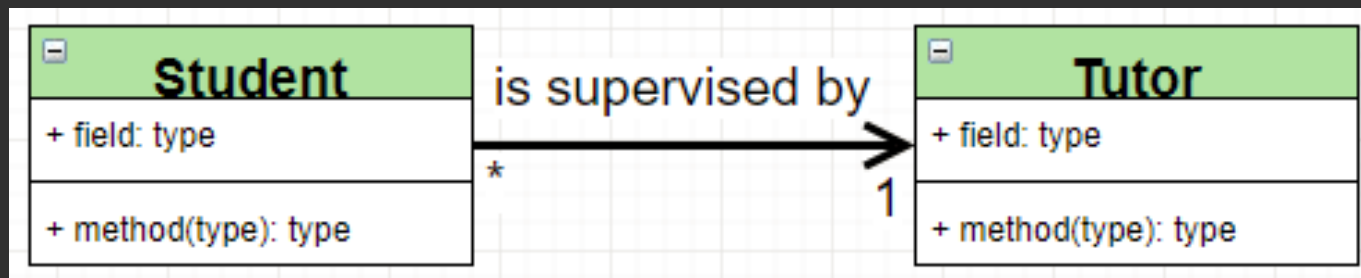 Student
+ field: type
+ method(type): type
is supervised by
*
1
Tutor
+ field: type
+ method(type): type